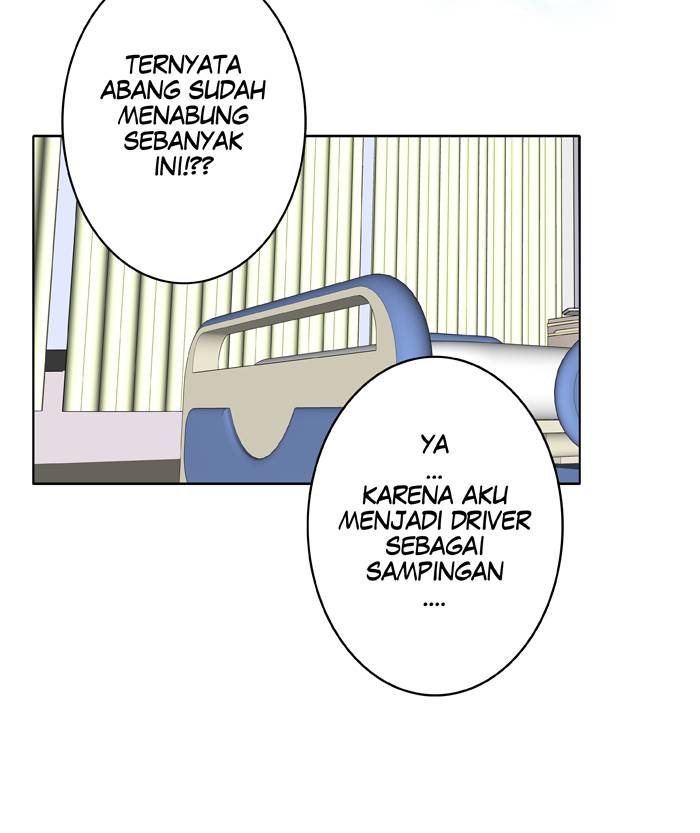 TERNYATA
ABANG SUDAH
MENABUNG
SEBANYAK
INI!??
YA
...
KARENA AKU
MENJADI DRIVER
SEBAGAI
SAMPINGAN
....